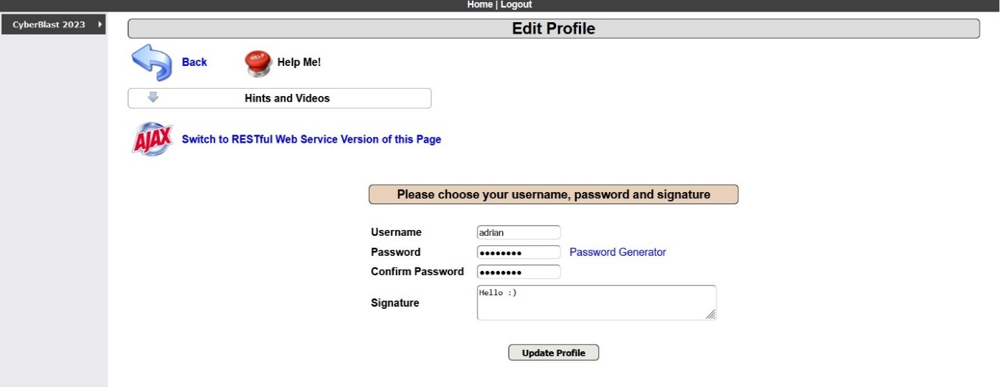 Home | Logout
CyberBlast 2023
Edit Profile
Back
HELP
Help Me!
Hints and Videos
AJAX
Switch to RESTful Web Service Version of this Page
Please choose your username, password and signature
Username adrian
Password ●●●●●●●● Password Generator
Confirm Password ●●●●●●●●
Signature Hello :)
Update Profile